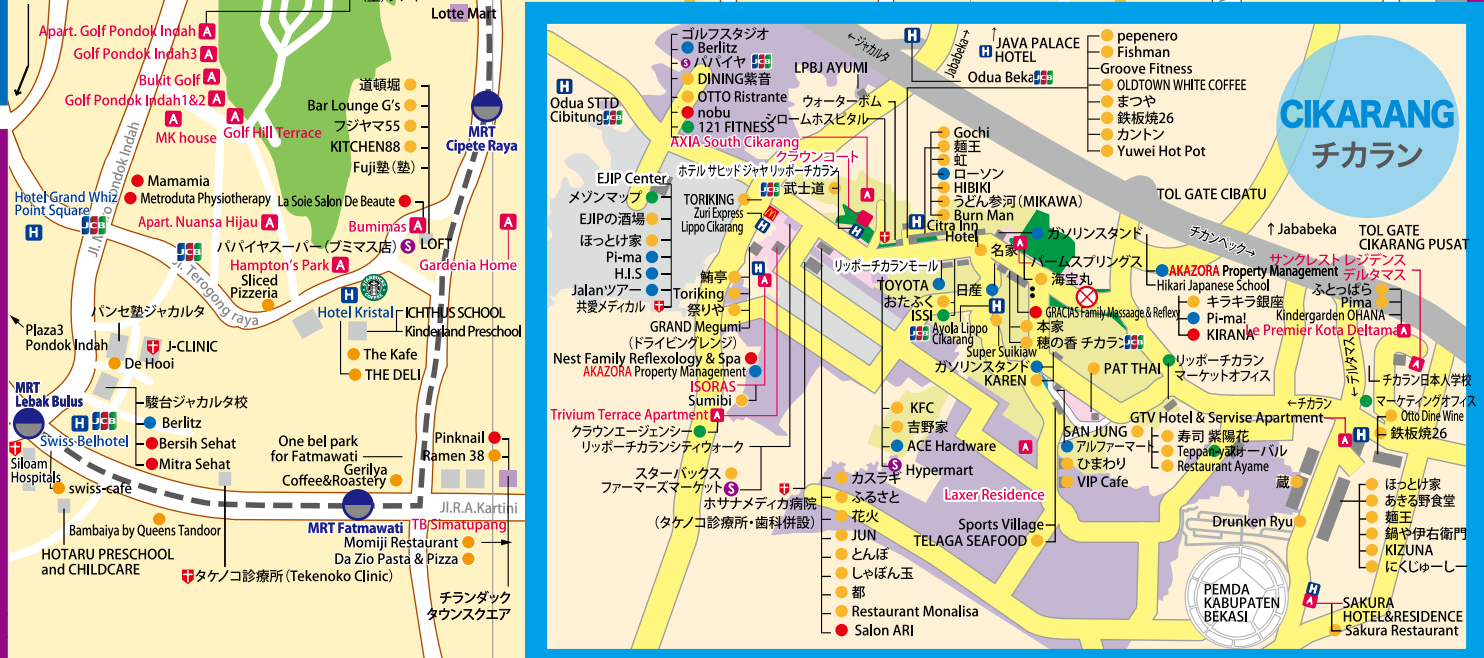 Lotte Mart
Apart. Golf Pondok Indah
A
Golf Pondok Indah3
A
Bukit Golf
A
Golf Pondok Indah1&2
A
A
MK house
A
Golf Hill Terrace
Jl. M
Pondok Indah
道頓堀
Bar Lounge G's
フジヤマ55
KITCHEN88
Fuji塾(塾)
MRT
Cipete Raya
Mamamia
Metroduta Physiotherapy
La Soie Salon De Beaute
Hotel Grand Whiz
Point Square
H
JCB
Apart. Nuansa Hijau
A
Bumimas
A
A
Gardenia Home
JCB
パパイヤスーパー(ブミマス店)
S
LOFT
Jl. Terogong raya
Hampton's Park
A
Sliced
Pizzeria
H
STARBUCKS COFFEE
Hotel Kristal
ICHTHUS SCHOOL
Kinderland Preschool
Plaza3
Pondok Indah
パンセ塾ジャカルタ
J-CLINIC
De Hooi
The Kafe
THE DELI
MRT
Lebak Bulus
駿台ジャカルタ校
H
JCB
Berlitz
Swiss Belhotel
Bersih Sehat
Mitra Sehat
Siloam
Hospitals
swiss-cafe
One bel park
for Fatmawati
Gerilya
Coffee&Roastery
Pinknail
Ramen 38
Jl.R.A.Kartini
MRT Fatmawati
TB Simatupang
Bambaiya by Queens Tandoor
Momiji Restaurant
Da Zio Pasta & Pizza
HOTARU PRESCHOOL
and CHILDCARE
タケノコ診療所(Tekenoko Clinic)
チランダック
タウンスクエア
CIKARANG
チカラン
ゴルフスタジオ
Berlitz
S
パパイヤ
JCB
DINING紫音
OTTO Ristrante
nobu
121 FITNESS
AXIA South Cikarang
H
Odua STTD
Cibitung
JCB
LPBJ AYUMI
ウォーターボム
シロームホスピタル
クラウンコート
←ジャカルタ
H
Jababeka→
H
JAVA PALACE
HOTEL
Odua Beka
JCB
pepenero
Fishman
Groove Fitness
OLDTOWN WHITE COFFEE
まつや
鉄板焼26
カントン
Yuwei Hot Pot
Gochi
麺王
虹
ローソン
HIBIKI
うどん参河(MIKAWA)
Burn Man
H
Citra Inn
Hotel
EJIP Center
メゾンマップ
EJIPの酒場
ほっとけ家
Pi-ma
H.I.S
Jalanツアー
共愛メディカル
ホテル サヒッド ジャヤ リッポーチカラン
JCB
武士道
A
H
TORIKING
Zuri Express
Lippo Cikarang
H
TOL GATE CIBATU
チカンペック→
↑Jababeka
TOL GATE
CIKARANG PUSAT
ガソリンスタンド
名家
A
パームスプリングス
AKAZORA Property Management
Hikari Japanese School
サンクレスト レジデンス
デルタマス
リッポーチカランモール
H
A
鮪亭
Toriking
祭りや
GRAND Megumi
(ドライビングレンジ)
TOYOTA
おたふく
ISSI
日産
H
海宝丸
GRACIAS Family Massaage & Reflexy
JCB
Ayola Lippo
Cikarang
本家
穂の香 チカラン
JCB
Super Suikiaw
ガソリンスタンド
KAREN
キラキラ銀座
Pi-ma!
KIRANA
ふとっぱら
Pima
Kindergarden OHANA
Le Premier Kota Deltamas
A
A
Nest Family Reflexology & Spa
AKAZORA Property Management
ISORAS
Sumibi
Trivium Terrace Apartment
A
クラウンエージェンシー
リッポーチカランシティウォーク
スターバックス
ファーマーズマーケット
S
PAT THAI
リッポーチカラン
マーケットオフィス
←デルタマス
←チカラン
チカラン日本人学校
マーケティングオフィス
Otto Dine Wine
鉄板焼26
KFC
吉野家
ACE Hardware
S
Hypermart
GTV Hotel & Servise Apartment
A
H
SAN JUNG
アルファーマート
ひまわり
VIP Cafe
寿司 紫陽花
Teppan-yakiオーバル
Restaurant Ayame
A
Laxer Residence
ホサナメディカ病院
(タケノコ診療所・歯科併設)
カスラギ
ふるさと
花火
JUN
とんぼ
しゃぼん玉
都
Restaurant Monalisa
Salon ARI
Sports Village
TELAGA SEAFOOD
蔵
Drunken Ryu
ほっとけ家
あきる野食堂
麺王
鍋や伊右衛門
KIZUNA
にくじゅーしー
PEMDA
KABUPATEN
BEKASI
H
A
SAKURA
HOTEL&RESIDENCE
Sakura Restaurant